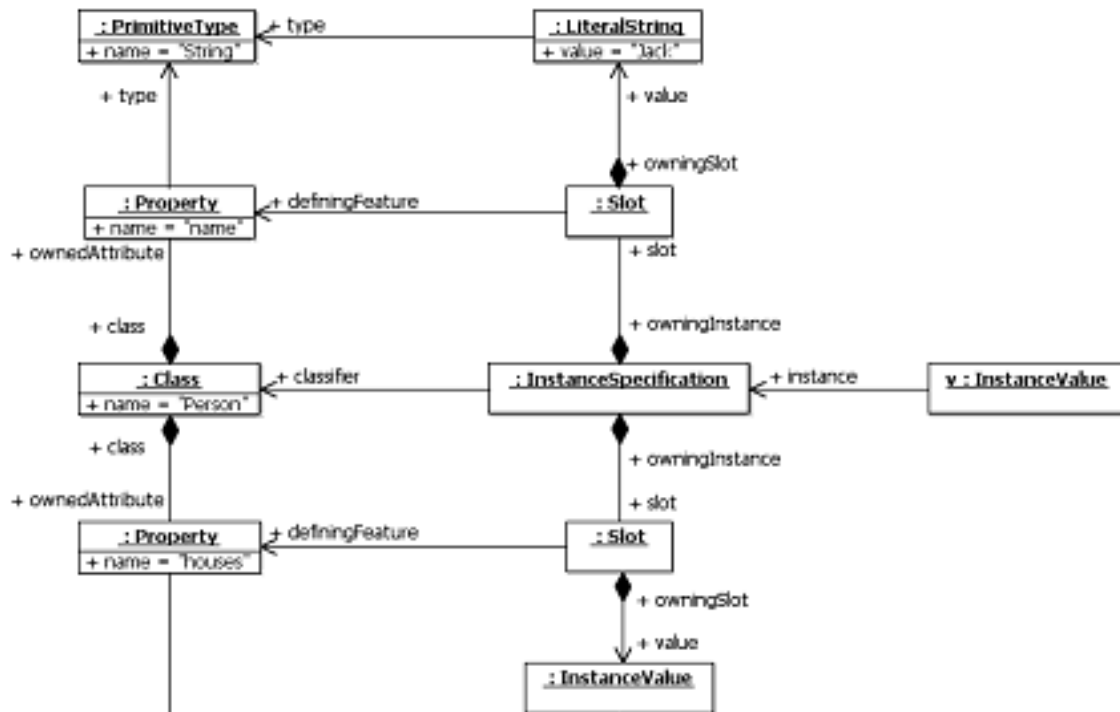 : PrimitiveType
+ name = "String"
+ type
: LiteralString
+ value = "Jack"
+ type
+ value
+ owningSlot
: Property
+ name = "name"
+ definingFeature
: Slot
+ ownedAttribute
+ slot
+ class
+ owningInstance
: Class
+ name = "Person"
+ classifier
: InstanceSpecification
+ instance
v : InstanceValue
+ class
+ owningInstance
+ ownedAttribute
+ slot
: Property
+ name = "houses"
+ definingFeature
: Slot
+ owningSlot
+ value
: InstanceValue